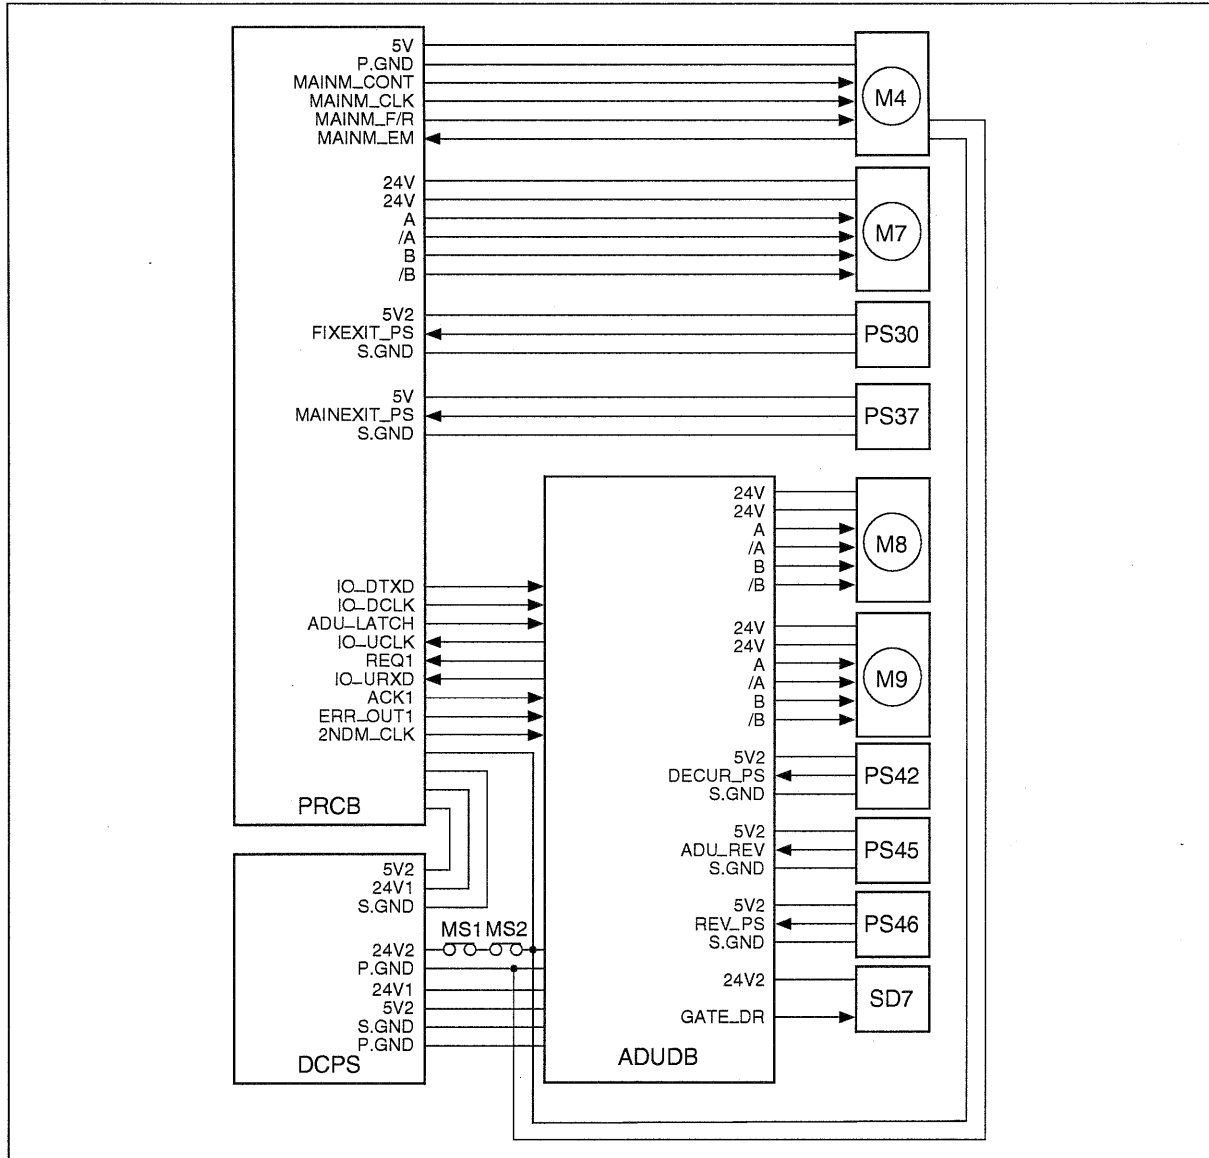 5V
P.GND
MAINM_CONT
MAINM_CLK
MAINM_F/R
MAINM_EM
M4
24V
24V
A
/A
B
/B
M7
5V2
FIXEXIT_PS
S.GND
PS30
5V
MAINEXIT_PS
S.GND
PS37
IO_DTXD
IO_DCLK
ADU_LATCH
IO_UCLK
REQ1
IO_URXD
ACK1
ERR_OUT1
2NDM_CLK
PRCB
24V
24V
A
/A
B
/B
M8
24V
24V
A
/A
B
/B
M9
5V2
DECUR_PS
S.GND
PS42
5V2
ADU_REV
S.GND
PS45
5V2
REV_PS
S.GND
PS46
24V2
GATE_DR
SD7
ADUDB
5V2
24V1
S.GND
MS1 MS2
24V2
P.GND
24V1
5V2
S.GND
P.GND
DCPS